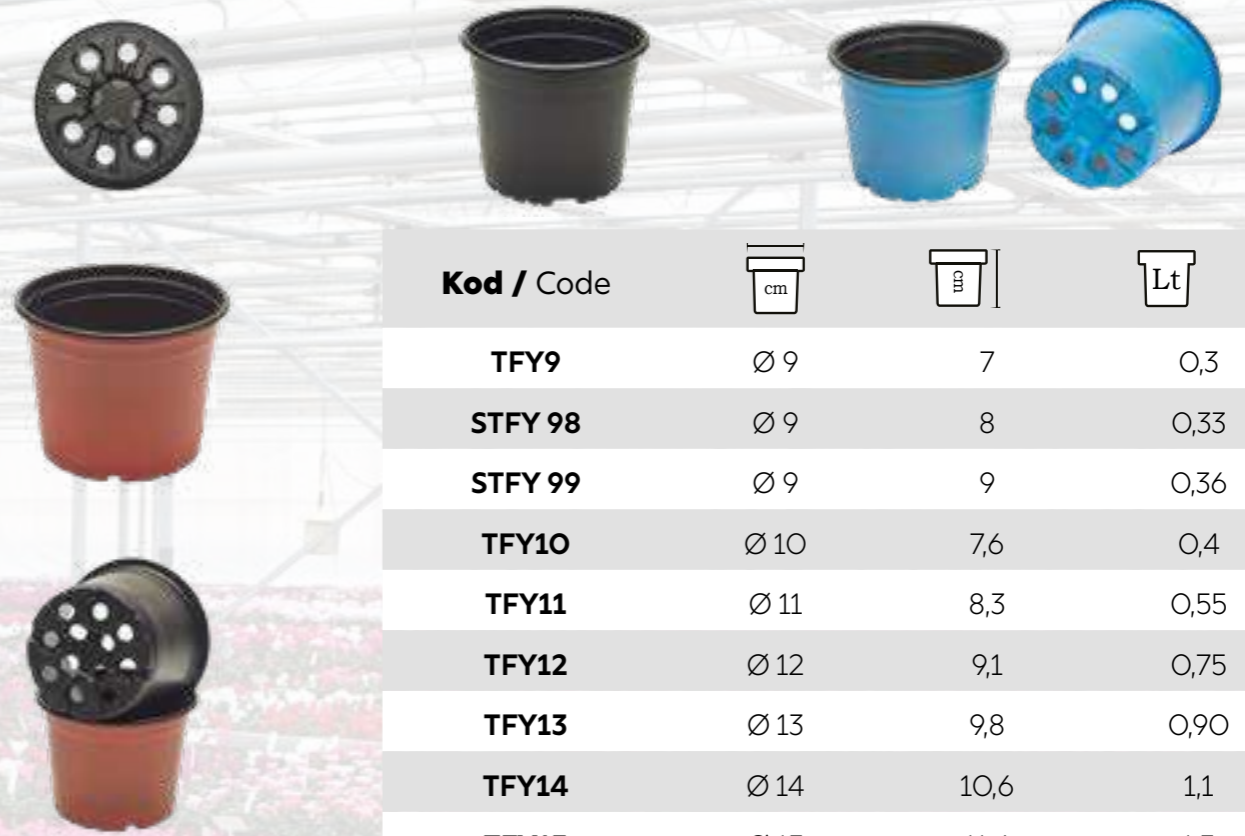 Kod / Code cm cm Lt
TFY9 Ø 9 7 0,3
STFY 98 Ø 9 8 0,33
STFY 99 Ø 9 9 0,36
TFY10 Ø 10 7,6 0,4
TFY11 Ø 11 8,3 0,55
TFY12 Ø 12 9,1 0,75
TFY13 Ø 13 9,8 0,90
TFY14 Ø 14 10,6 1,1